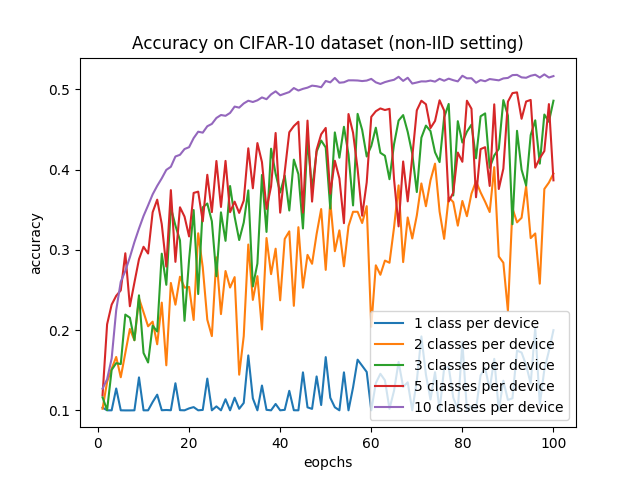 Accuracy on CIFAR-10 dataset (non-IID setting)
accuracy
0.5
0.4
0.3
0.2
0.1
0 20 40 60 80 100
eopchs
1 class per device
2 classes per device
3 classes per device
5 classes per device
10 classes per device